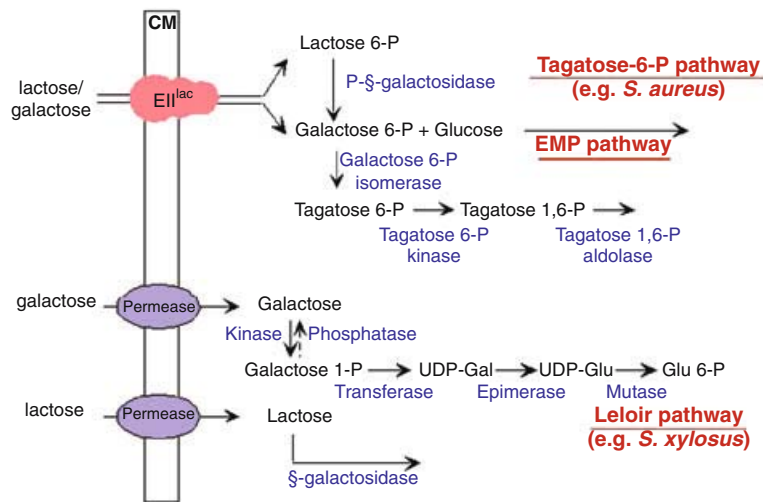 CM
Lactose 6-P
P-§-galactosidase
Tagatose-6-P pathway
(e.g. S. aureus)
lactose/
galactose
EIIlac
Galactose 6-P + Glucose
EMP pathway
Galactose 6-P
isomerase
Tagatose 6-P
Tagatose 1,6-P
Tagatose 6-P
kinase
Tagatose 1,6-P
aldolase
galactose
Permease
Galactose
Kinase
Phosphatase
Galactose 1-P
UDP-Gal
UDP-Glu
Glu 6-P
Transferase
Epimerase
Mutase
lactose
Permease
Lactose
Leloir pathway
(e.g. S. xylosus)
§-galactosidase